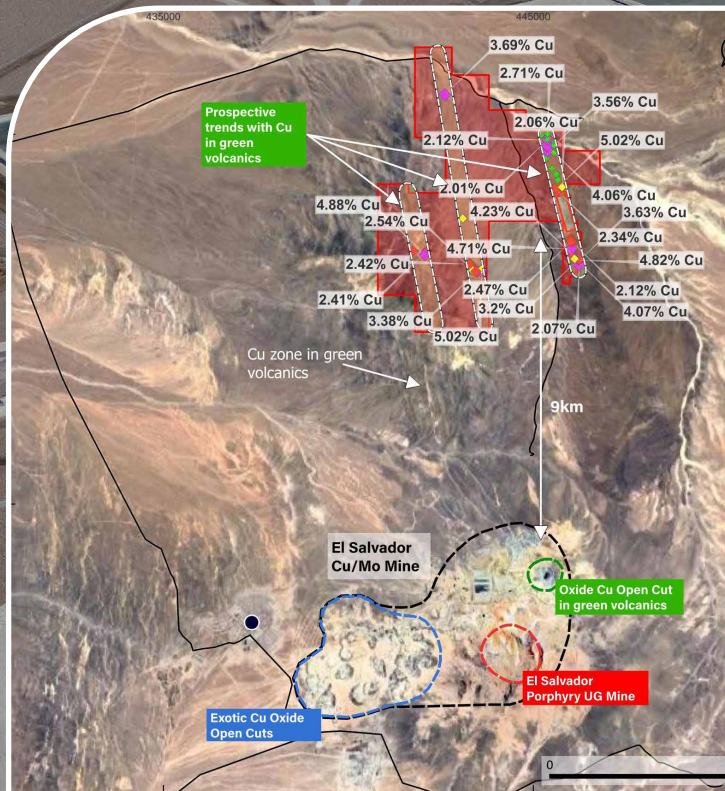 435000
445000
3.69% Cu
2.71% Cu
3.56% Cu
2.06% Cu
2.12% Cu
5.02% Cu
Prospective
trends with Cu
in green
volcanics
2.01% Cu
4.06% Cu
4.88% Cu
4.23% Cu
3.63% Cu
2.54% Cu
4.71% Cu
2.34% Cu
2.42% Cu
4.82% Cu
2.41% Cu
2.47% Cu
2.12% Cu
3.2% Cu
4.07% Cu
3.38% Cu
5.02% Cu
2.07% Cu
Cu zone in green
volcanics
9km
El Salvador
Cu/Mo Mine
Oxide Cu Open Cut
in green volcanics
El Salvador
Porphyry UG Mine
Exotic Cu Oxide
Open Cuts
0